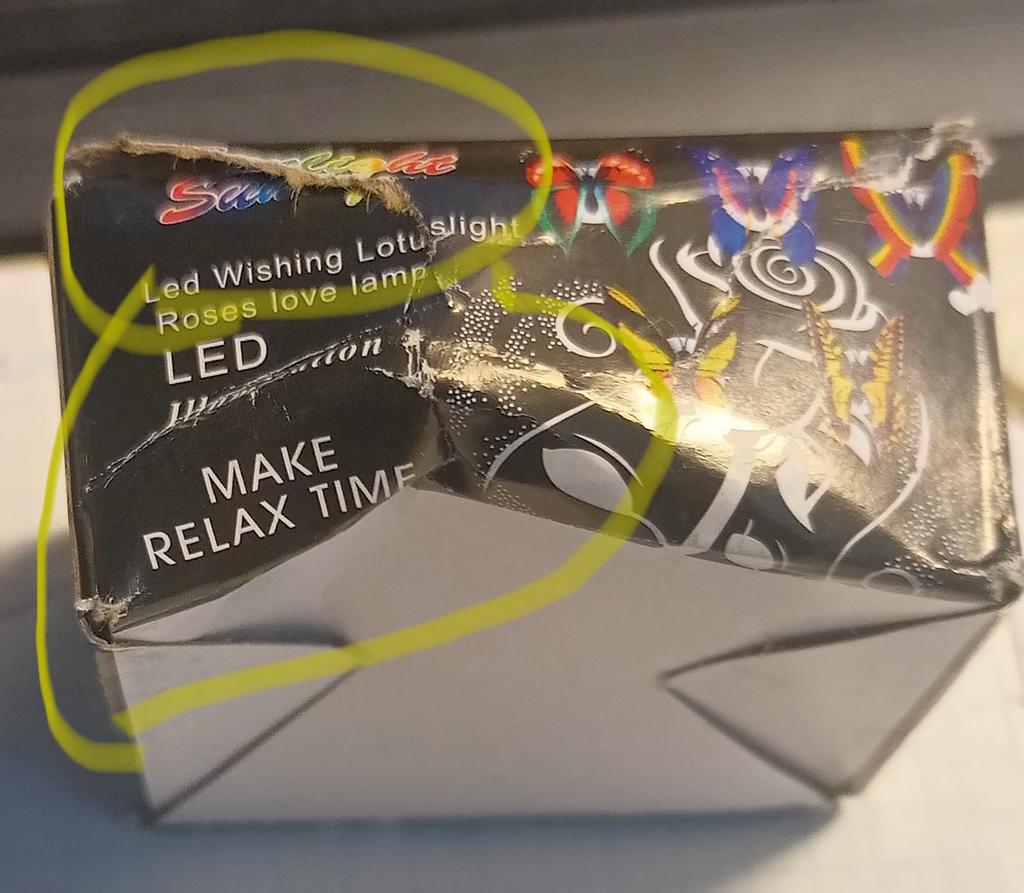 Led Wishing Lotuslight
Roses love lamp
LED
MAKE
RELAX TIME